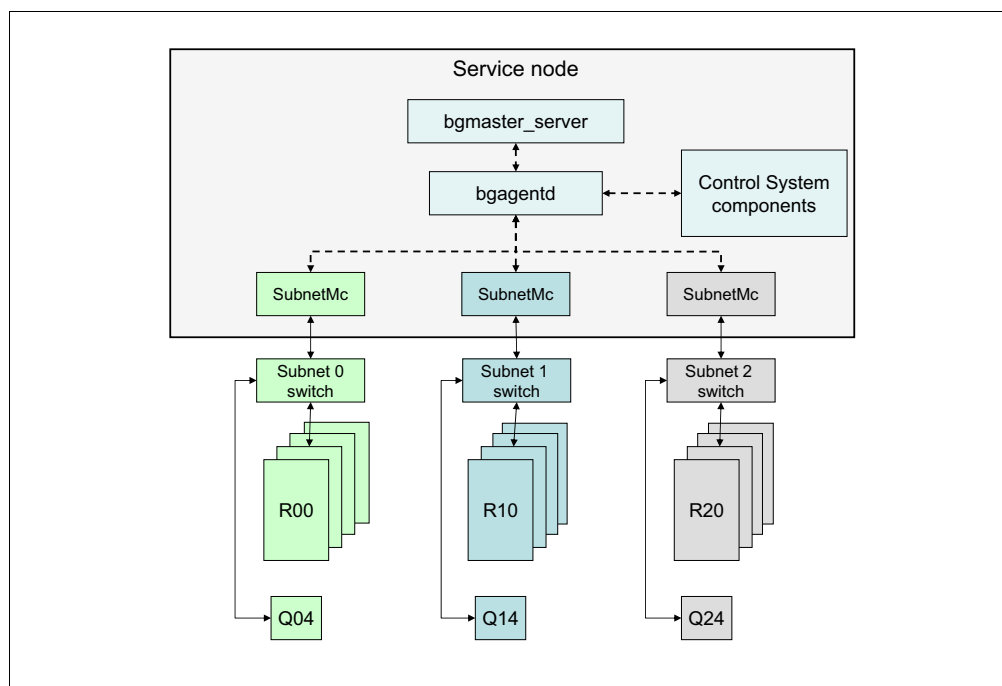 Service node
bgmaster_server
bgagentd
Control System
components
SubnetMc
SubnetMc
SubnetMc
Subnet 0
switch
Subnet 1
switch
Subnet 2
switch
R00
R10
R20
Q04
Q14
Q24